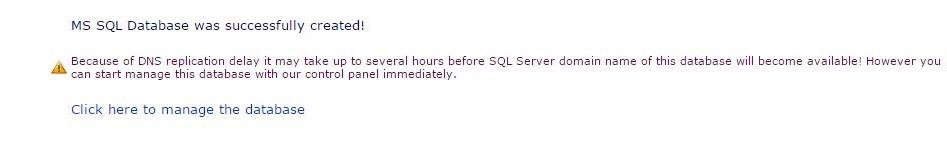 MS SQL Database was successfully created!
Because of DNS replication delay it may take up to several hours before SQL Server domain name of this database will become available! However you
can start manage this database with our control panel immediately.
Click here to manage the database